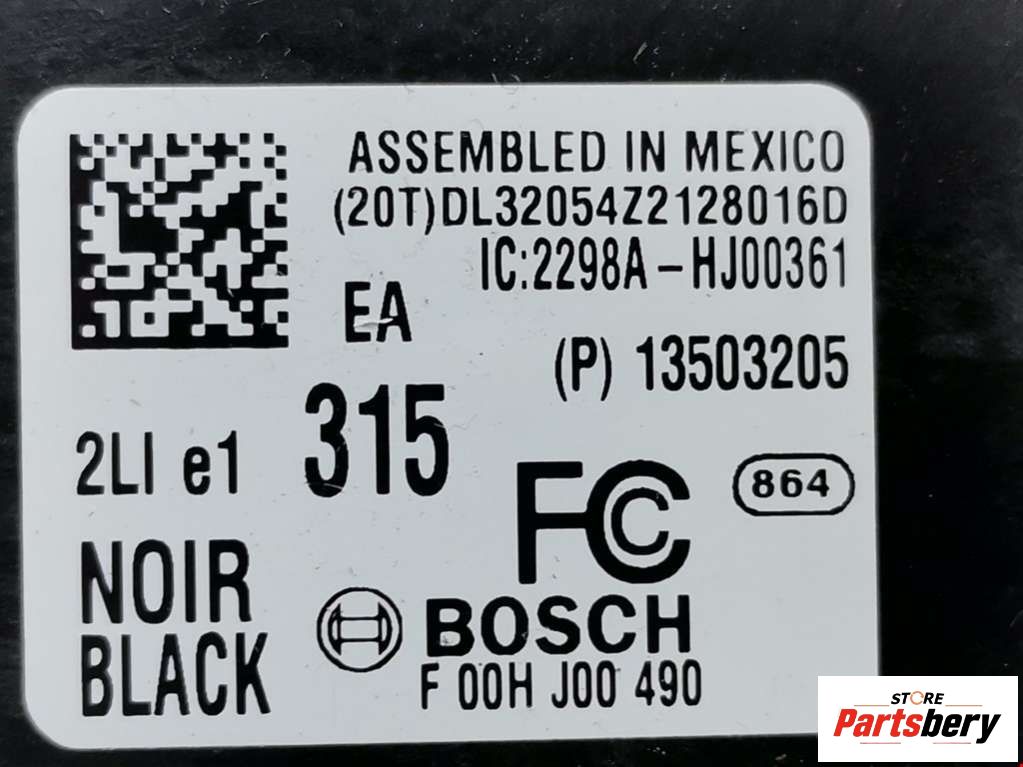 ASSEMBLED IN MEXICO
(20T)DL32054Z2128016D
IC:2298A-HJ00361
EA
(P) 13503205
315
2LI e1
FC
864
NOIR
BLACK
BOSCH
F 00H J00 490
STORE
Partsbery